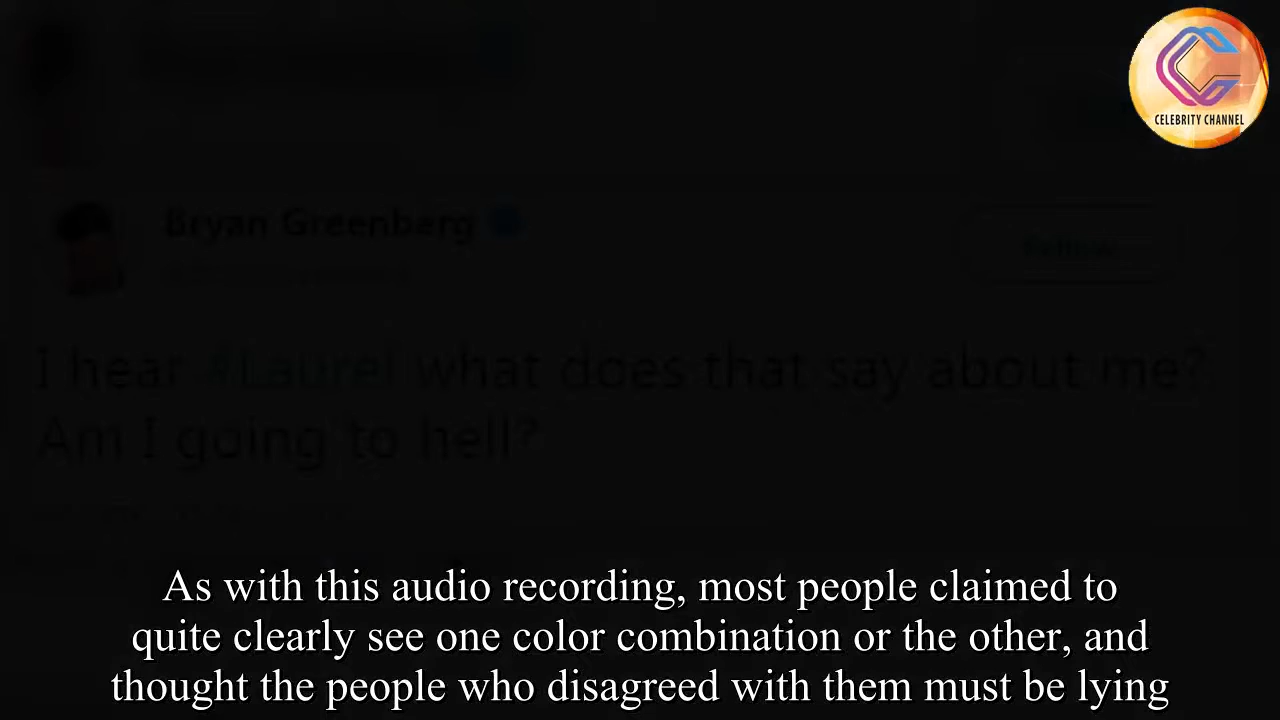 CELEBRITY CHANNEL
Bryan Greenberg
Follow
I hear #Laurel what does that say about me?
Am I going to hell?
As with this audio recording, most people claimed to
quite clearly see one color combination or the other, and
thought the people who disagreed with them must be lying